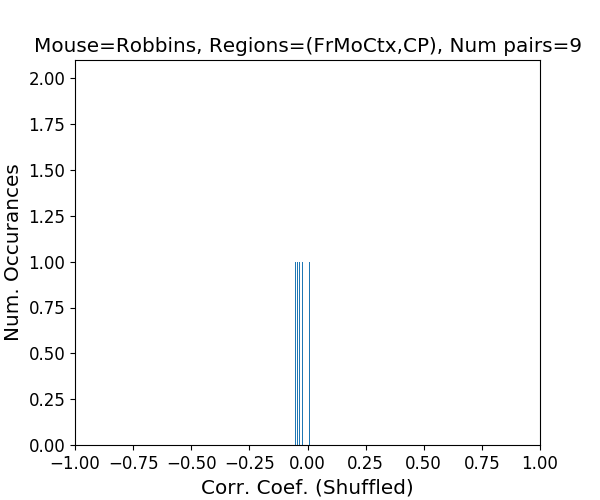 Mouse=Robbins, Regions=(FrMoCtx,CP), Num pairs=9
2.00
1.75
1.50
1.25
1.00
0.75
0.50
0.25
0.00
Num. Occurances
−1.00 −0.75 −0.50 −0.25 0.00 0.25 0.50 0.75 1.00
Corr. Coef. (Shuffled)